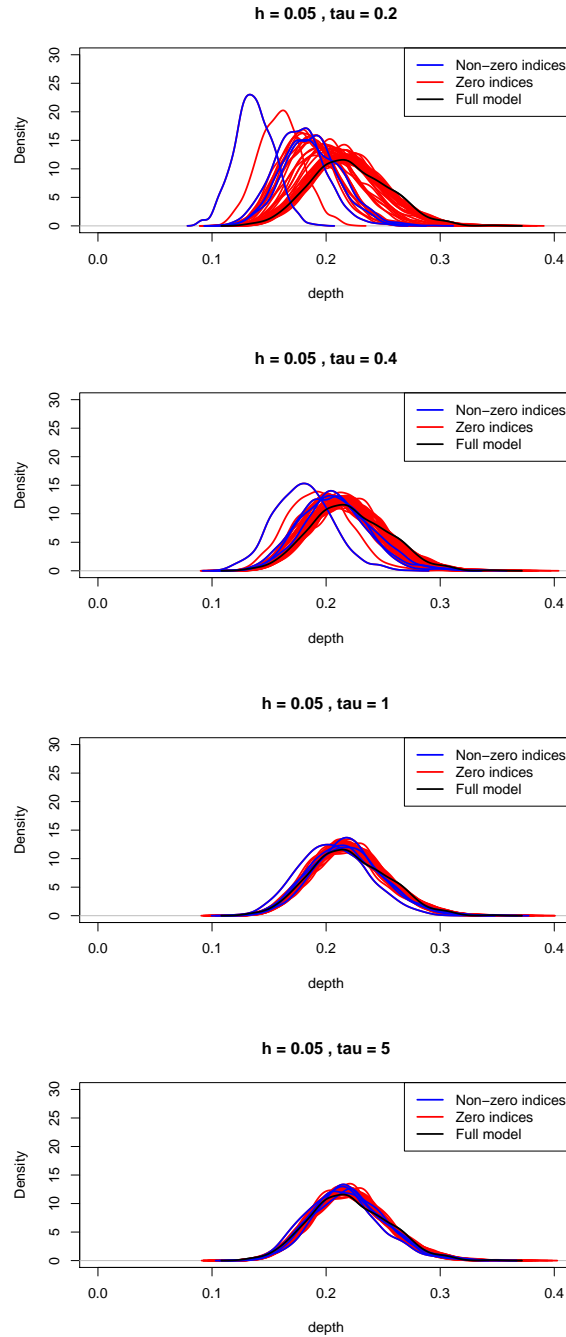 h = 0.05 , tau = 0.2
Density
30
25
20
15
10
5
0
Non−zero indices
Zero indices
Full model
0.0 0.1 0.2 0.3 0.4
depth
h = 0.05 , tau = 0.4
Density
30
25
20
15
10
5
0
Non−zero indices
Zero indices
Full model
0.0 0.1 0.2 0.3 0.4
depth
h = 0.05 , tau = 1
Density
30
25
20
15
10
5
0
Non−zero indices
Zero indices
Full model
0.0 0.1 0.2 0.3 0.4
depth
h = 0.05 , tau = 5
Density
30
25
20
15
10
5
0
Non−zero indices
Zero indices
Full model
0.0 0.1 0.2 0.3 0.4
depth